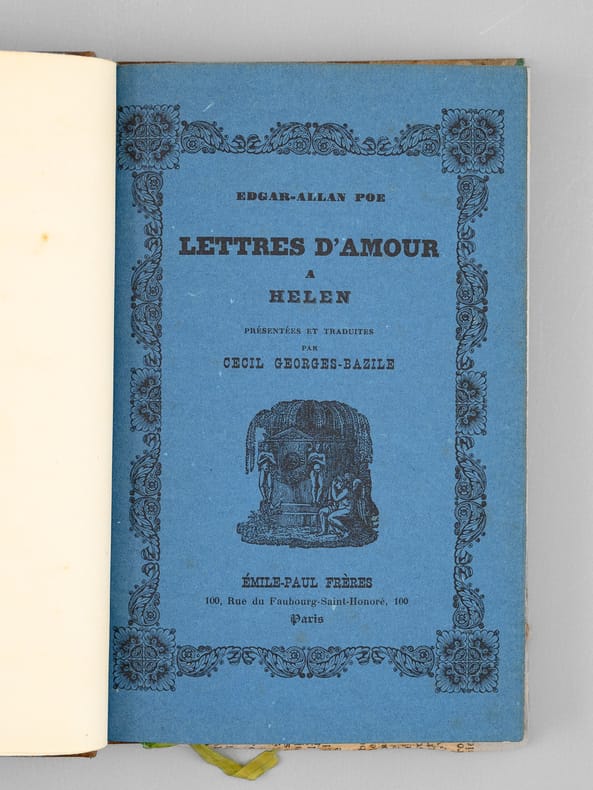 EDGAR-ALLAN POE
LETTRES D'AMOUR
A
HELEN
PRÉSENTÉES ET TRADUITES
PAR
CECIL GEORGES-BAZILE
ÉMILE-PAUL FRÈRES
100, Rue du Faubourg-Saint-Honoré, 100
Paris